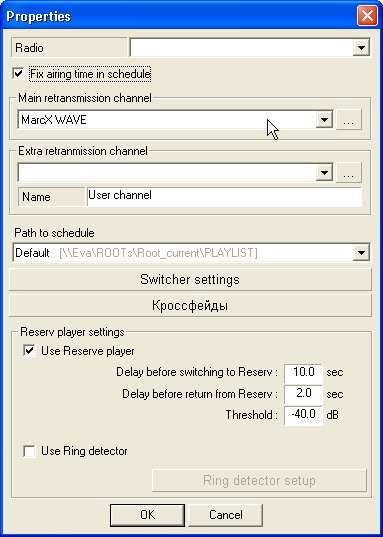 Properties
Radio
Fix airing time in schedule
Main retransmission channel
MarcX WAVE
...
Extra retranmission channel
...
Name User channel
Path to schedule
Default [\\Eva\ROOTs\Root_current\PLAYLIST]
Switcher settings
Кроссфейды
Reserv player settings
Use Reserve player
Delay before switching to Reserv : 10.0 sec
Delay before return from Reserv : 2.0 sec
Threshold : -40.0 dB
Use Ring detector
Ring detector setup
OK Cancel